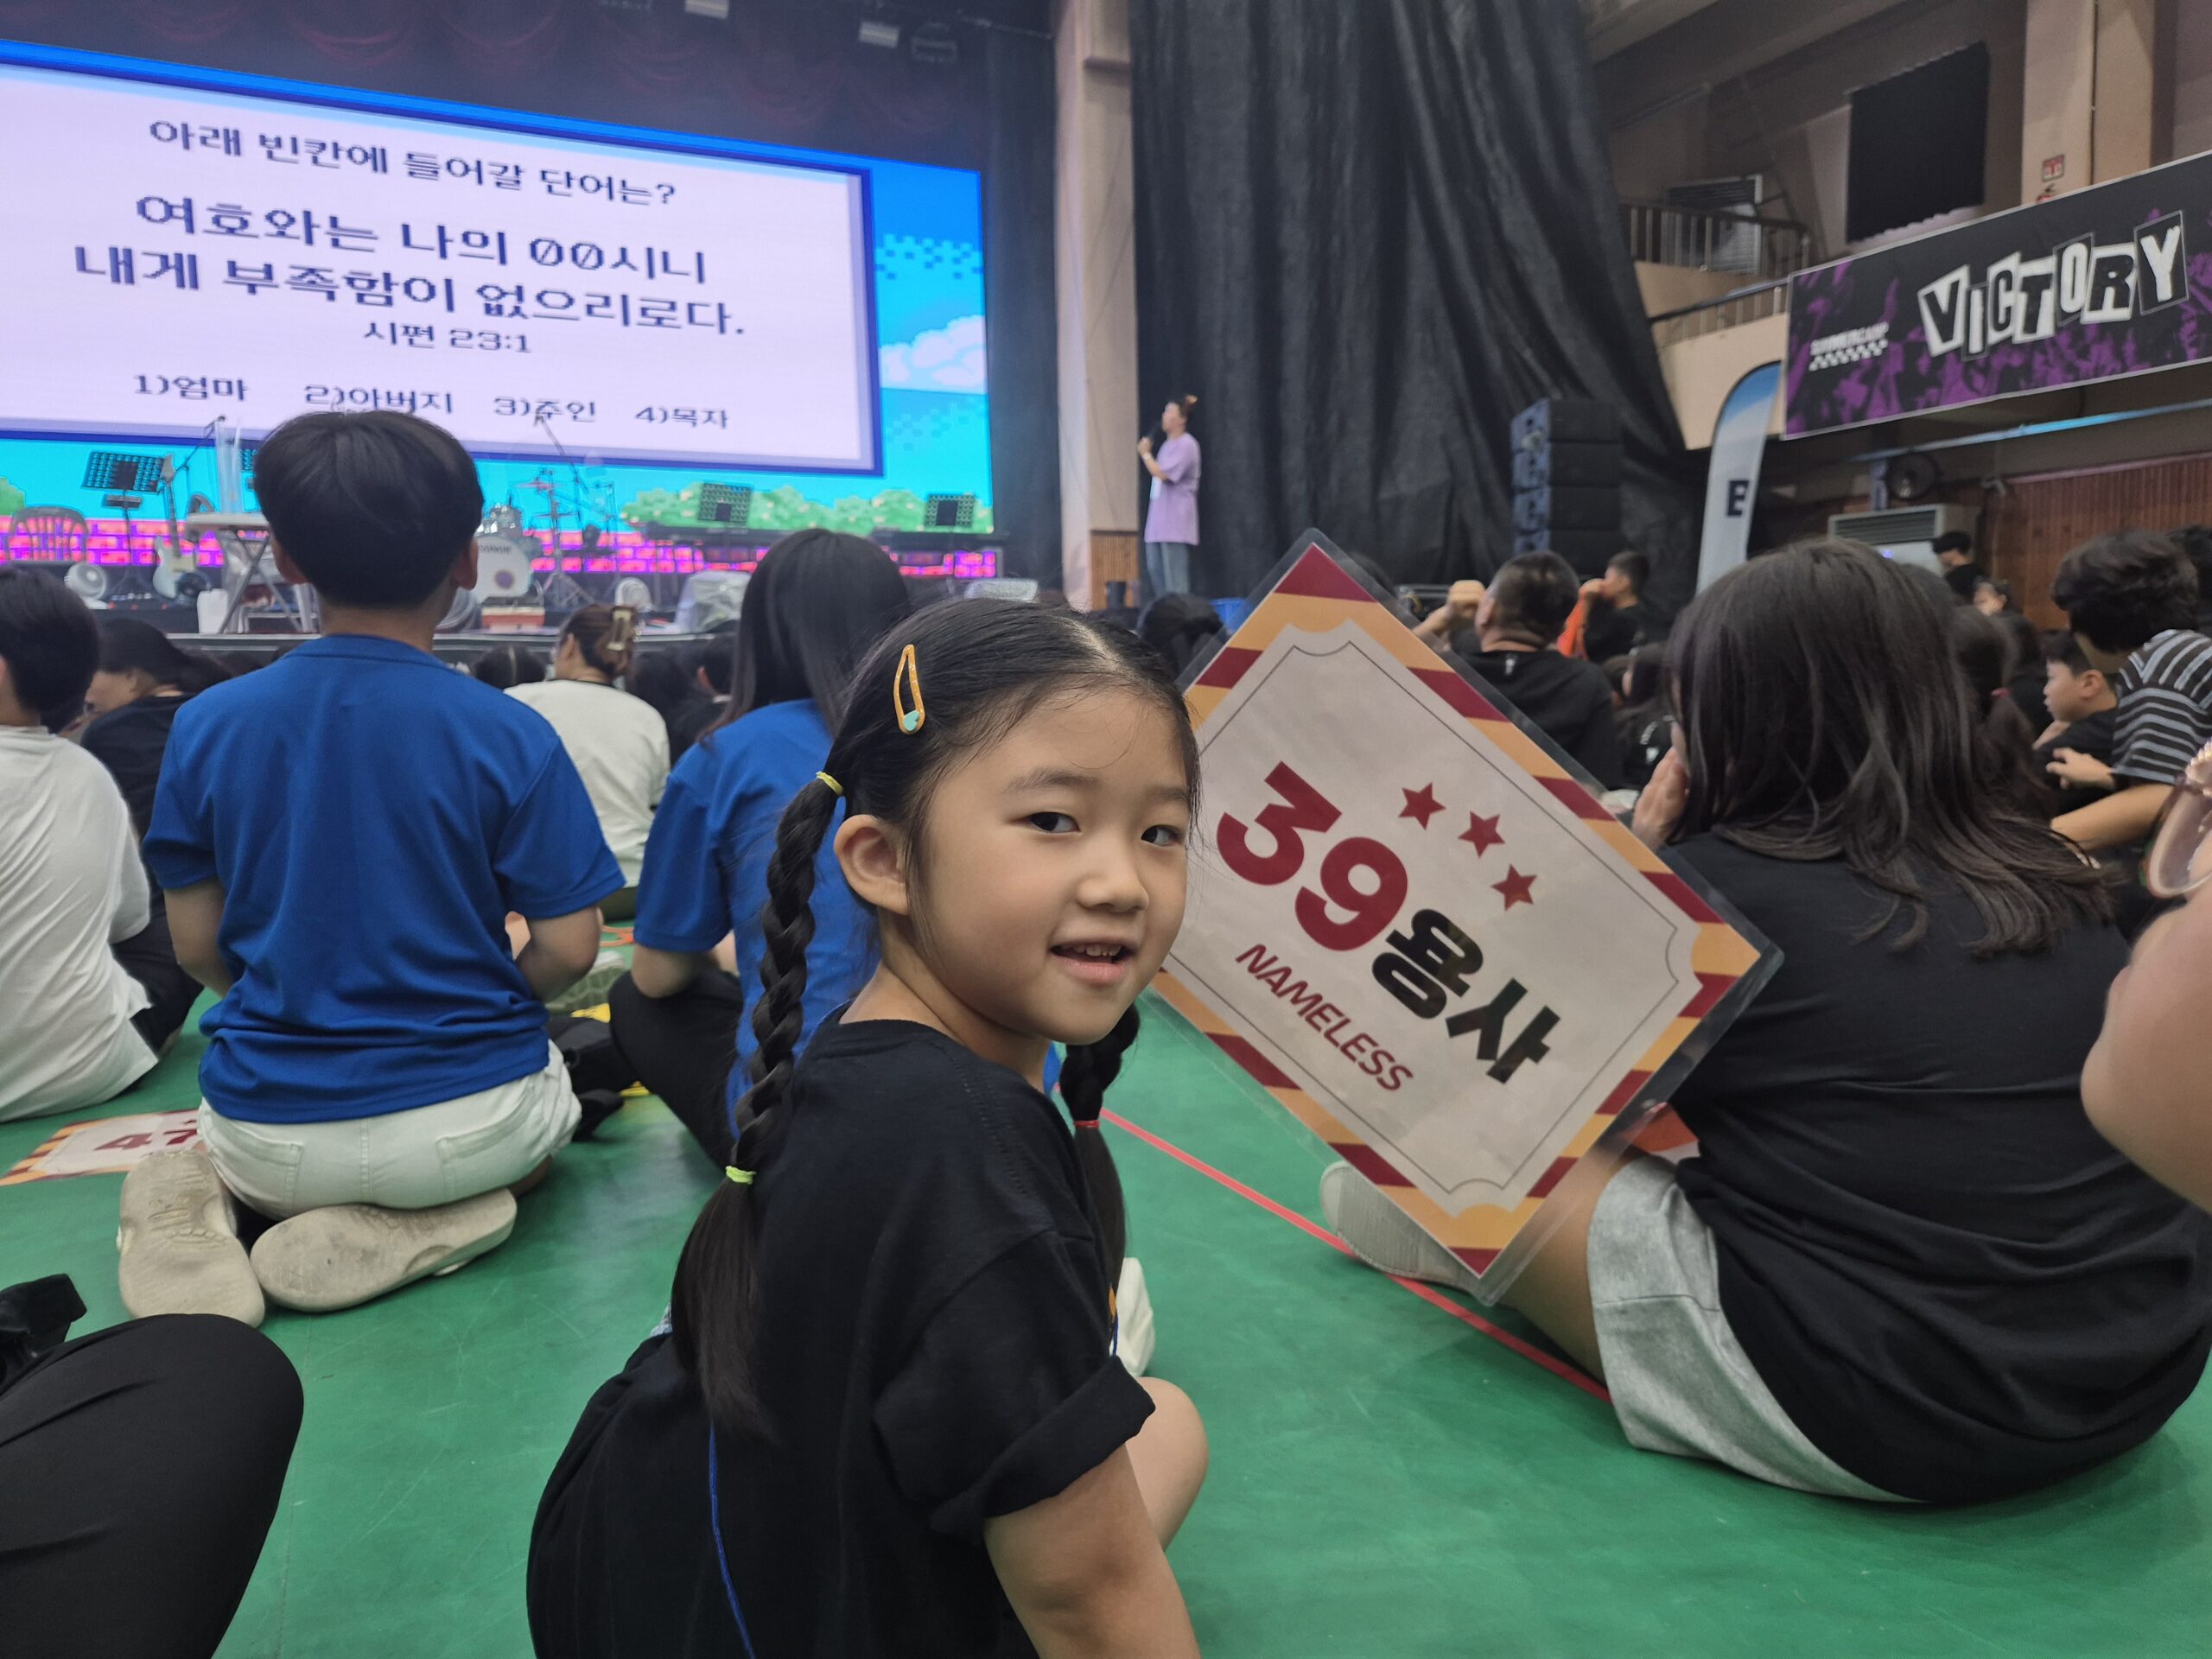 아래 빈칸에 들어갈 단어는?
여호와는 나의 00시니
내게 부족함이 없으리로다.
시편 23:1
1)엄마 2)아버지 3)주인 4)목자
VICTORY
E
39용사
NAMELESS